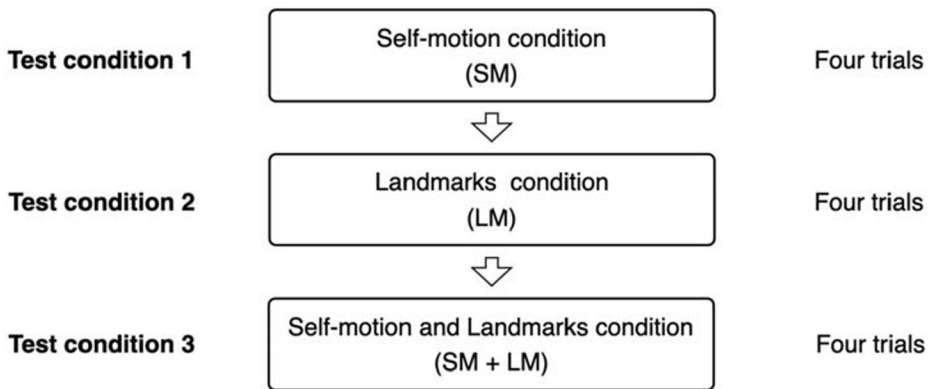 Self-motion condition
Test condition 1 (SM) Four trials
Landmarks condition
Test condition 2 (LM) Four trials
Self-motion and Landmarks condition
Test condition 3 (SM + LM) Four trials